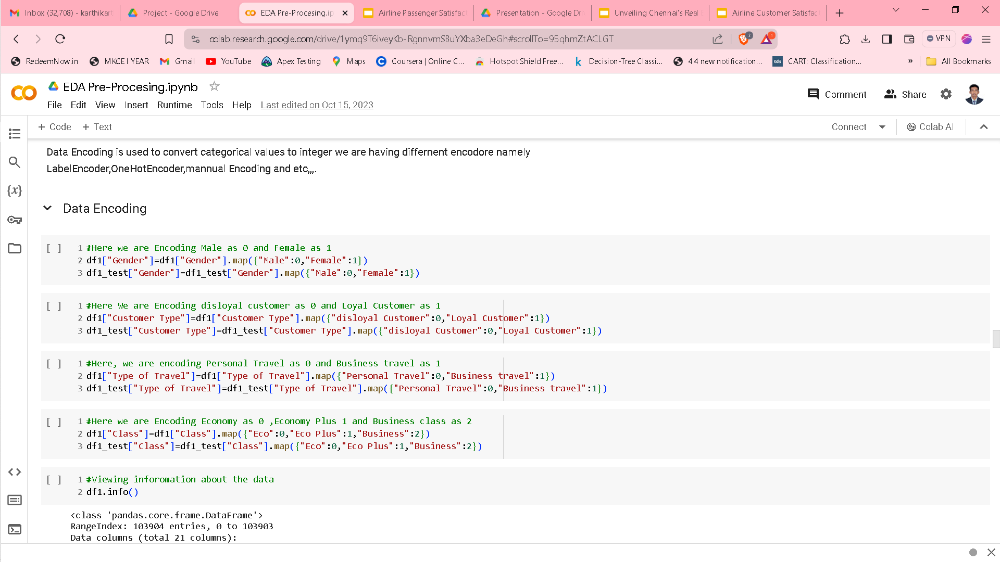 Inbox (32,708) - karthikart
Project - Google Drive
EDA Pre-Procesing.ip
Airline Passenger Satisfac
Presentation - Google Dri
Unveiling Chennai's Real
Airline Customer Satisfac
colab.research.google.com/drive/1ymq9T6iveyKb-RgnnvmSBuYXba3eDeGh#scrollTo=95qhmZtACLGT
2
1
VPN
RedeemNow.in
MKCE I YEAR
Gmail
YouTube
Apex Testing
Maps
Coursera | Online C...
Hotspot Shield Free...
Decision-Tree Classi...
4 4 new notification...
tds
CART: Classification...
»
All Bookmarks
EDA Pre-Procesing.ipynb
Comment
Share
File Edit View Insert Runtime Tools Help Last edited on Oct 15, 2023
+ Code + Text
Connect
Colab AI
Data Encoding is used to convert categorical values to integer we are having differnent encodore namely
LabelEncoder,OneHotEncoder,mannual Encoding and etc,,,.
{x}
Data Encoding
[ ] 1 #Here we are Encoding Male as 0 and Female as 1
2 df1["Gender"]=df1["Gender"].map({"Male":0,"Female":1})
3 df1_test["Gender"]=df1_test["Gender"].map({"Male":0,"Female":1})
[ ] 1 #Here We are Encoding disloyal customer as 0 and Loyal Customer as 1
2 df1["Customer Type"]=df1["Customer Type"].map({"disloyal Customer":0,"Loyal Customer":1})
3 df1_test["Customer Type"]=df1_test["Customer Type"].map({"disloyal Customer":0,"Loyal Customer":1})
[ ] 1 #Here, we are encoding Personal Travel as 0 and Business travel as 1
2 df1["Type of Travel"]=df1["Type of Travel"].map({"Personal Travel":0,"Business travel":1})
3 df1_test["Type of Travel"]=df1_test["Type of Travel"].map({"Personal Travel":0,"Business travel":1})
[ ] 1 #Here we are Encoding Economy as 0 ,Economy Plus 1 and Business class as 2
2 df1["Class"]=df1["Class"].map({"Eco":0,"Eco Plus":1,"Business":2})
3 df1_test["Class"]=df1_test["Class"].map({"Eco":0,"Eco Plus":1,"Business":2})
[ ] 1 #Viewing inforomation about the data
2 df1.info()
<class 'pandas.core.frame.DataFrame'>
RangeIndex: 103904 entries, 0 to 103903
Data columns (total 21 columns):